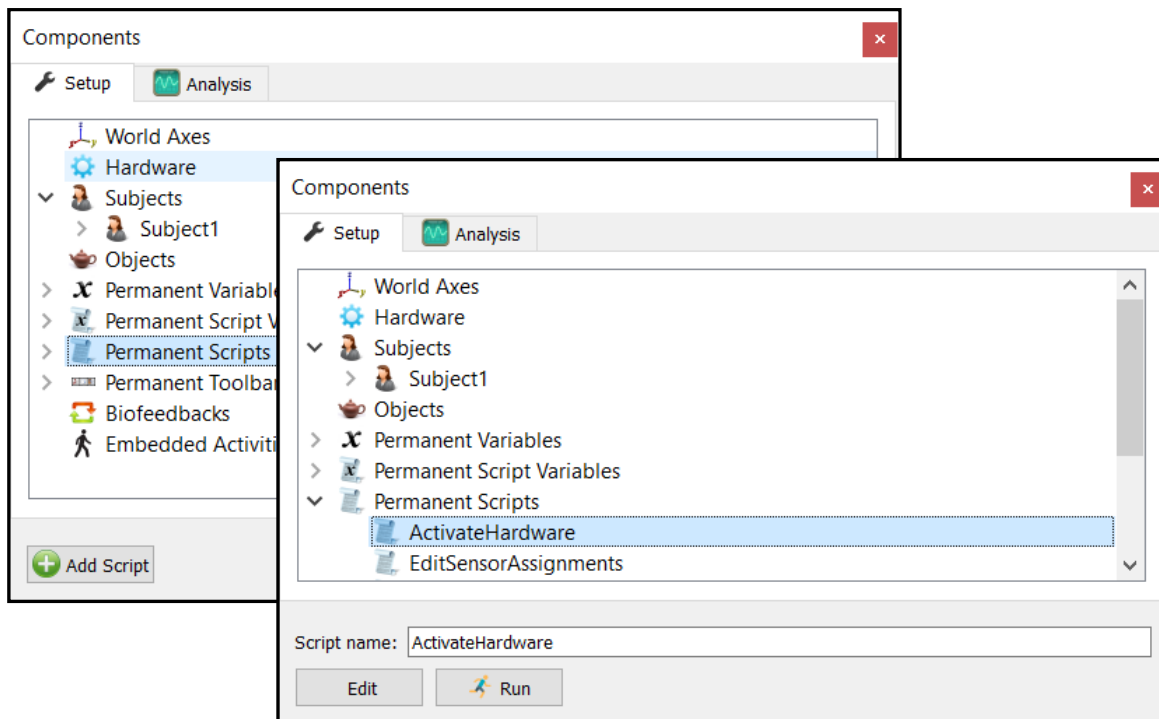 Components
Setup
Analysis
World Axes
Hardware
Subjects
Subject1
Objects
Permanent Variabl
Permanent Script V
Permanent Scripts
Permanent Toolba
Biofeedbacks
Embedded Activiti
Add Script
Components
Setup
Analysis
World Axes
Hardware
Subjects
Subject1
Objects
Permanent Variables
Permanent Script Variables
Permanent Scripts
ActivateHardware
EditSensorAssignments
Script name: ActivateHardware
Edit
Run